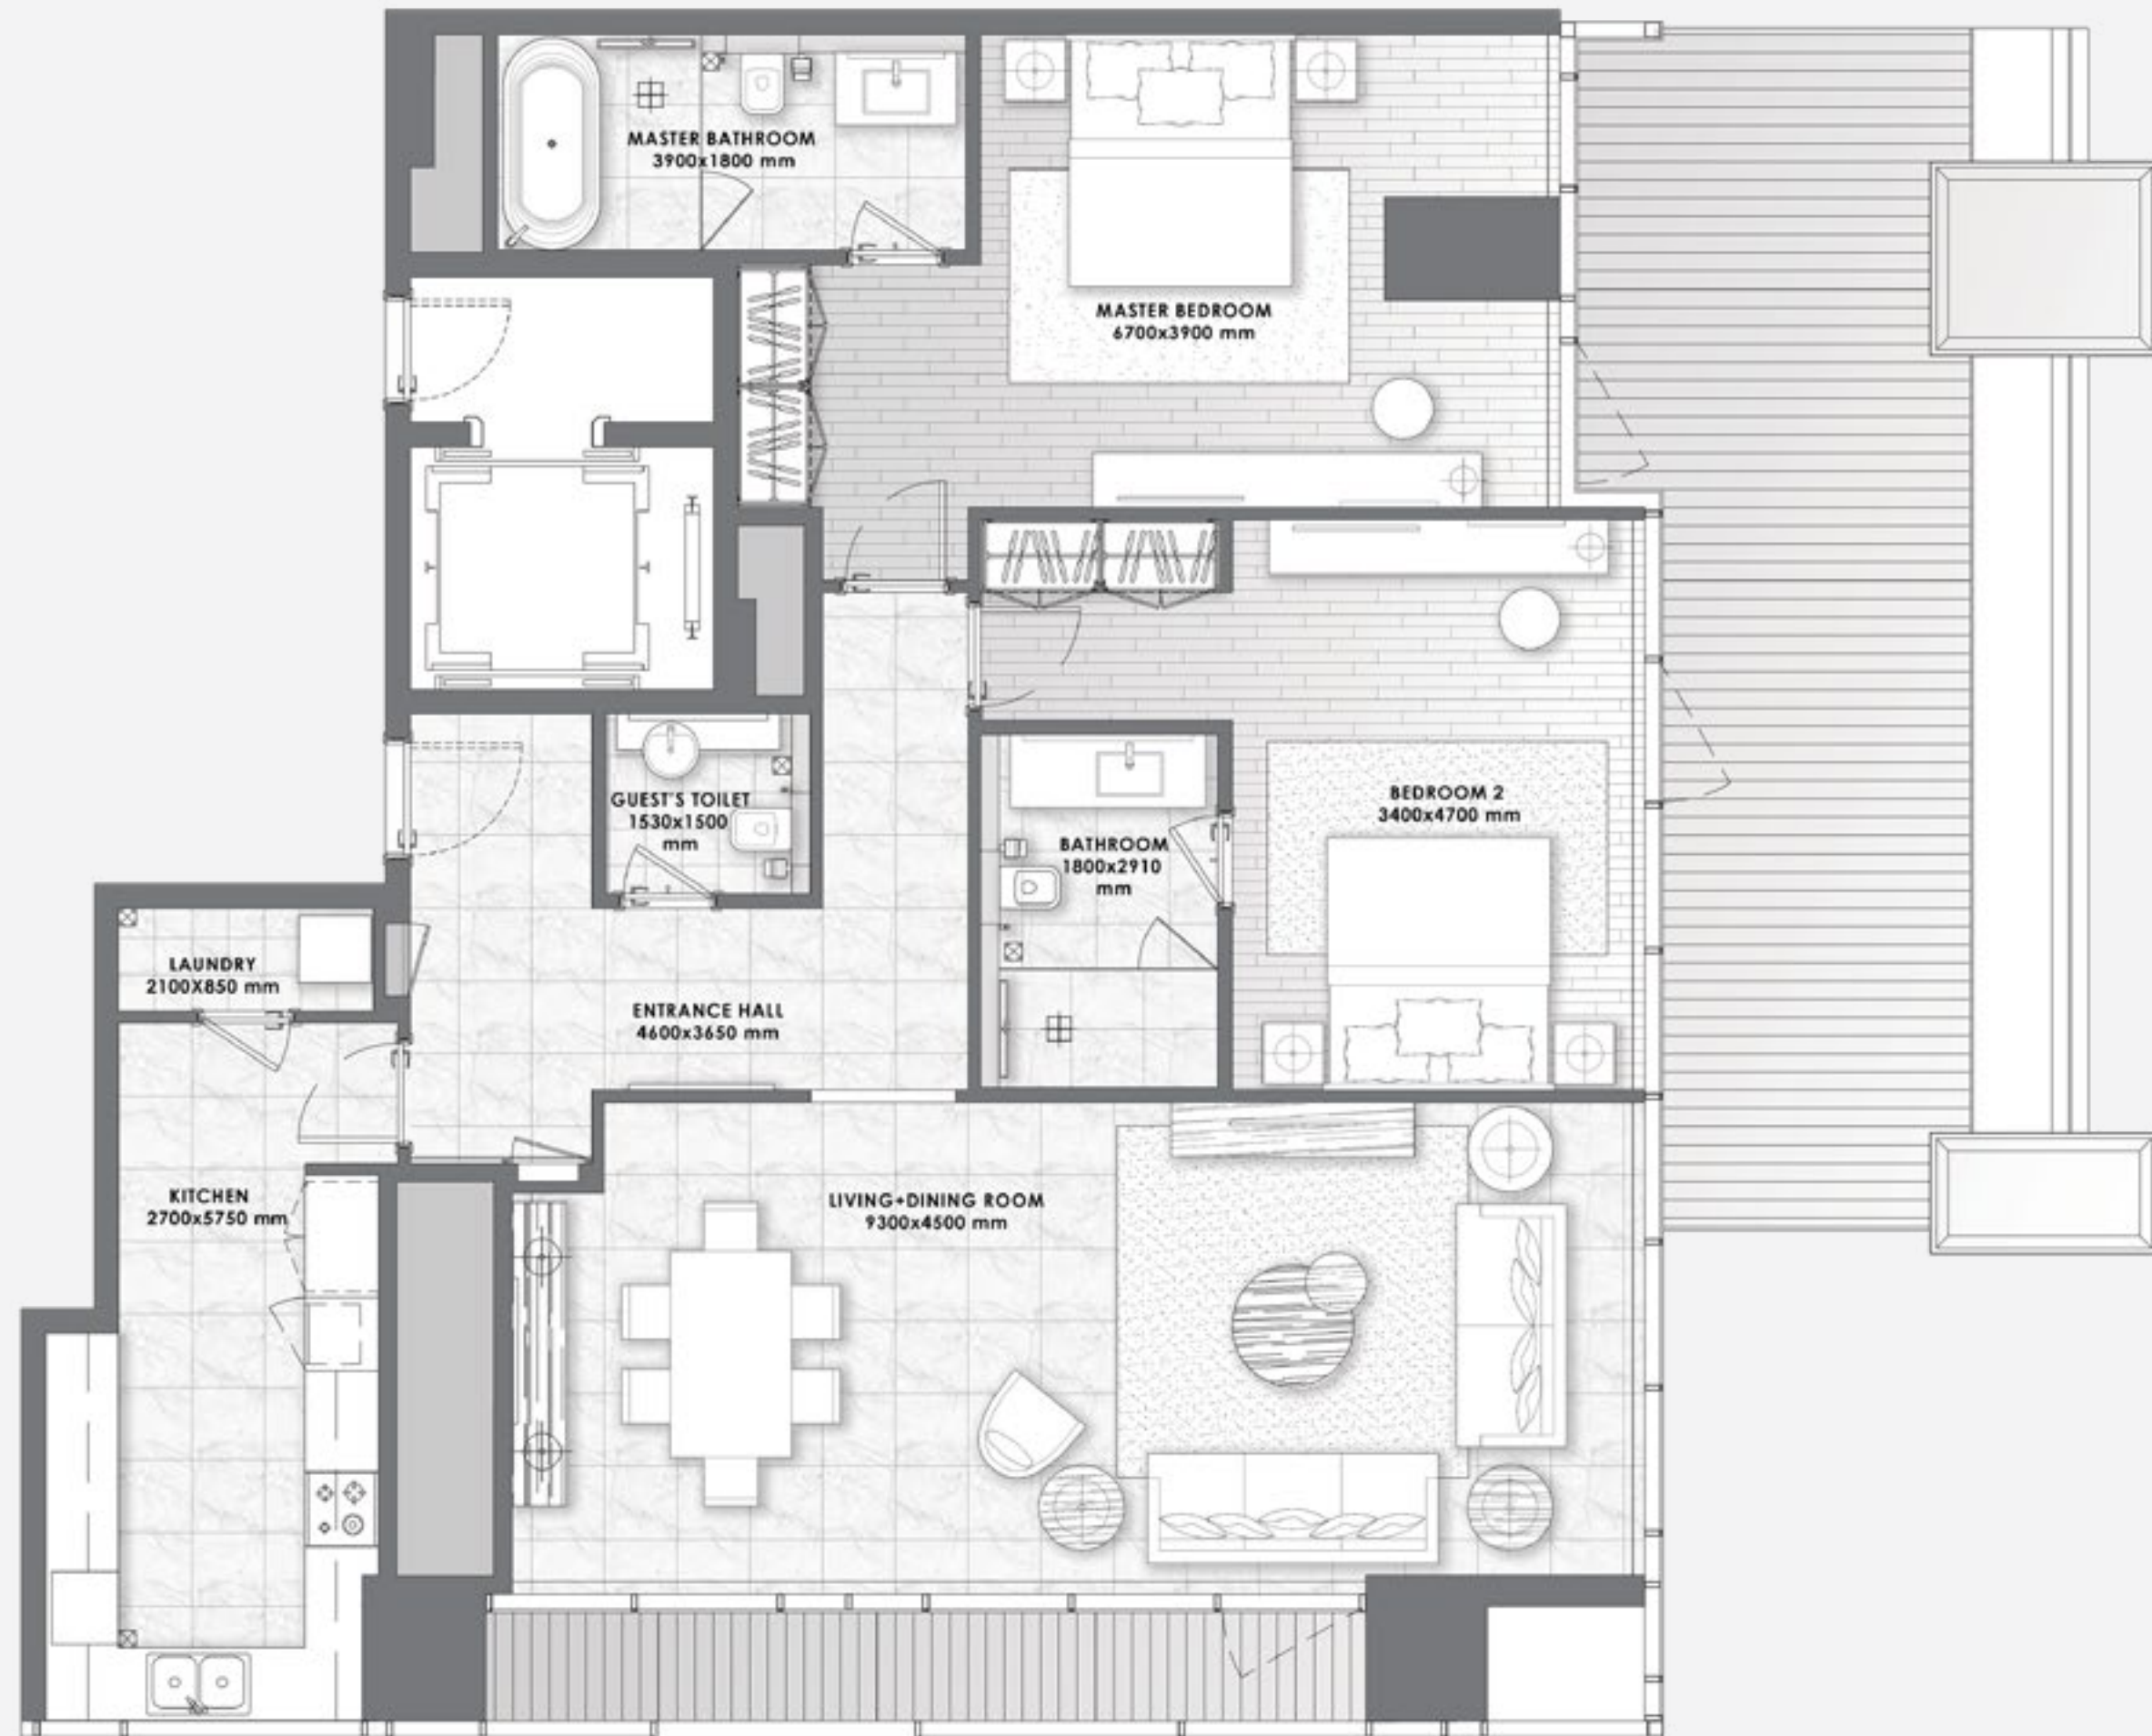 MASTER BATHROOM
3900x1800 mm
MASTER BEDROOM
6700x3900 mm
GUEST'S TOILET
1530x1500
mm
BEDROOM 2
3400x4700 mm
BATHROOM
1800x2910
mm
LAUNDRY
2100X850 mm
ENTRANCE HALL
4600x3650 mm
KITCHEN
2700x5750 mm
LIVING+DINING ROOM
9300x4500 mm